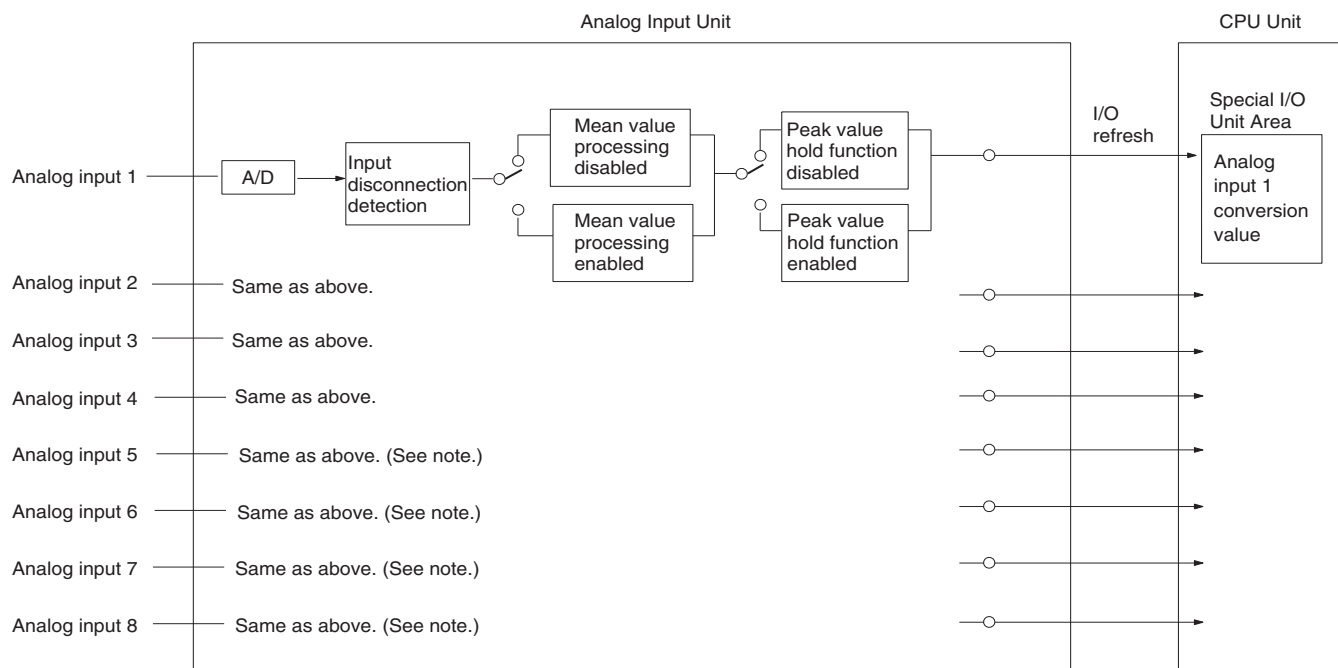 Analog Input Unit
CPU Unit
Analog input 1
A/D
Input
disconnection
detection
Mean value
processing
disabled
Mean value
processing
enabled
Peak value
hold function
disabled
Peak value
hold function
enabled
I/O
refresh
Special I/O
Unit Area
Analog
input 1
conversion
value
Analog input 2
Same as above.
Analog input 3
Same as above.
Analog input 4
Same as above.
Analog input 5
Same as above. (See note.)
Analog input 6
Same as above. (See note.)
Analog input 7
Same as above. (See note.)
Analog input 8
Same as above. (See note.)